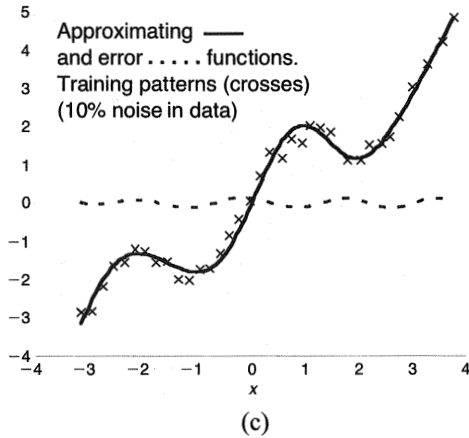 5
Approximating —
4
and error ..... functions.
Training patterns (crosses)
3
(10% noise in data)
2
1
0
−1
−2
−3
−4
−4 −3 −2 −1 0 1 2 3 4
x
(c)